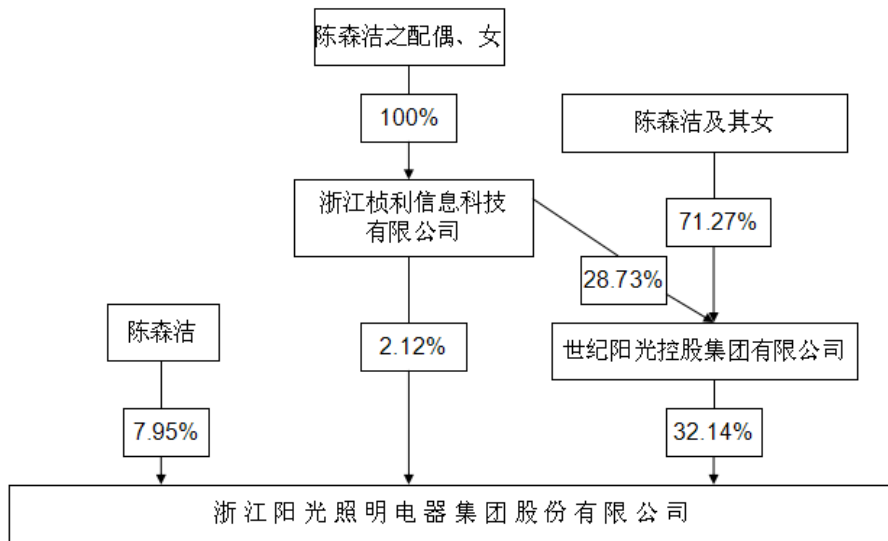 陈森洁之配偶、女
100%
陈森洁及其女
浙江桢利信息科技
有限公司
71.27%
28.73%
陈森洁
2.12%
世纪阳光控股集团有限公司
7.95%
32.14%
浙江阳光照明电器集团股份有限公司